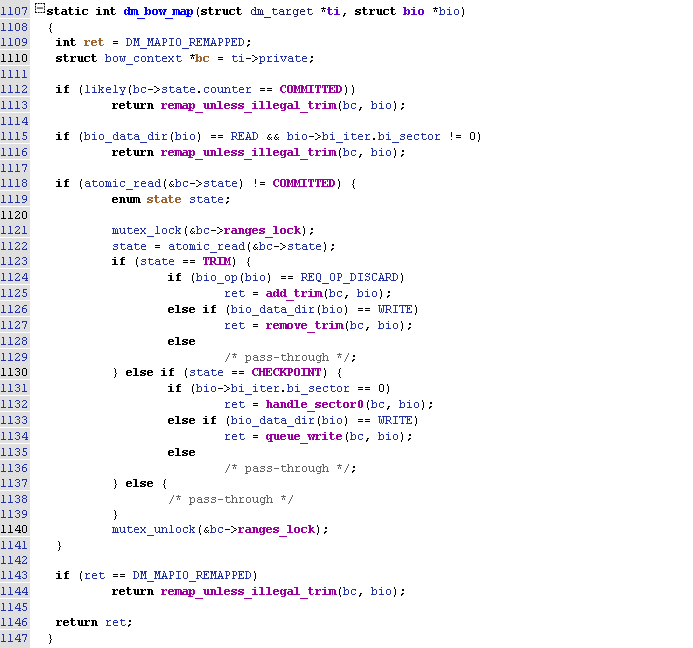 1107 static int dm_bow_map(struct dm_target *ti, struct bio *bio)
1108 {
1109 int ret = DM_MAPIO_REMAPPED;
1110 struct bow_context *bc = ti->private;
1111
1112 if (likely(bc->state.counter == COMMITTED))
1113 return remap_unless_illegal_trim(bc, bio);
1114
1115 if (bio_data_dir(bio) == READ && bio->bi_iter.bi_sector != 0)
1116 return remap_unless_illegal_trim(bc, bio);
1117
1118 if (atomic_read(&bc->state) != COMMITTED) {
1119 enum state state;
1120
1121 mutex_lock(&bc->ranges_lock);
1122 state = atomic_read(&bc->state);
1123 if (state == TRIM) {
1124 if (bio_op(bio) == REQ_OP_DISCARD)
1125 ret = add_trim(bc, bio);
1126 else if (bio_data_dir(bio) == WRITE)
1127 ret = remove_trim(bc, bio);
1128 else
1129 /* pass-through */;
1130 } else if (state == CHECKPOINT) {
1131 if (bio->bi_iter.bi_sector == 0)
1132 ret = handle_sector0(bc, bio);
1133 else if (bio_data_dir(bio) == WRITE)
1134 ret = queue_write(bc, bio);
1135 else
1136 /* pass-through */;
1137 } else {
1138 /* pass-through */
1139 }
1140 mutex_unlock(&bc->ranges_lock);
1141 }
1142
1143 if (ret == DM_MAPIO_REMAPPED)
1144 return remap_unless_illegal_trim(bc, bio);
1145
1146 return ret;
1147 }